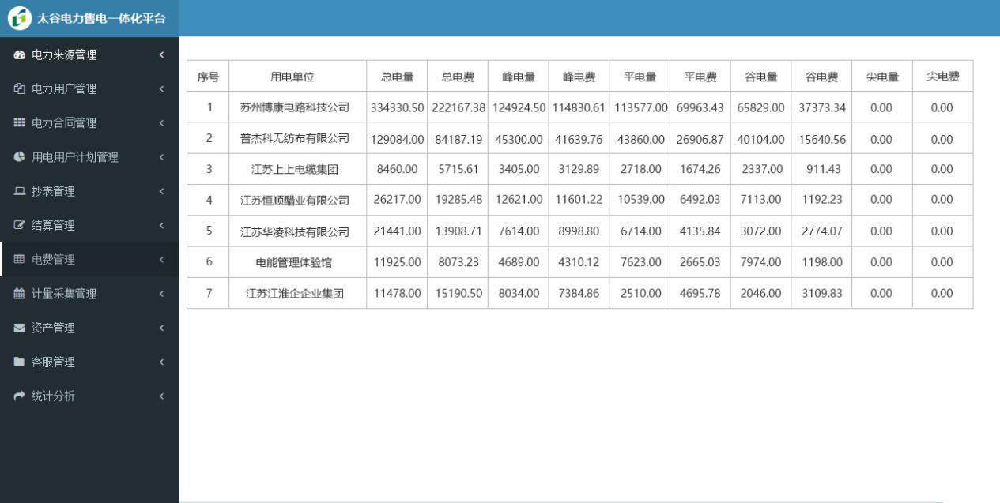 太谷电力售电一体化平台
电力来源管理
电力用户管理
电力合同管理
用电用户计划管理
抄表管理
结算管理
电费管理
计量采集管理
资产管理
客服管理
统计分析
序号 用电单位 总电量 总电费 峰电量 峰电费 平电量 平电费 谷电量 谷电费 尖电量 尖电费
1 苏州博康电路科技公司 334330.50 222167.38 124924.50 114830.61 113577.00 69963.43 65829.00 37373.34 0.00 0.00
2 普杰科无纺布有限公司 129084.00 84187.19 45300.00 41639.76 43860.00 26906.87 40104.00 15640.56 0.00 0.00
3 江苏上上电缆集团 8460.00 5715.61 3405.00 3129.89 2718.00 1674.26 2337.00 911.43 0.00 0.00
4 江苏恒顺醋业有限公司 26217.00 19285.48 12621.00 11601.22 10539.00 6492.03 7113.00 1192.23 0.00 0.00
5 江苏华凌科技有限公司 21441.00 13908.71 7614.00 8998.80 6714.00 4135.84 3072.00 2774.07 0.00 0.00
6 电能管理体验馆 11925.00 8073.23 4689.00 4310.12 7623.00 2665.03 7974.00 1198.00 0.00 0.00
7 江苏江淮企企业集团 11478.00 15190.50 8034.00 7384.86 2510.00 4695.78 2046.00 3109.83 0.00 0.00